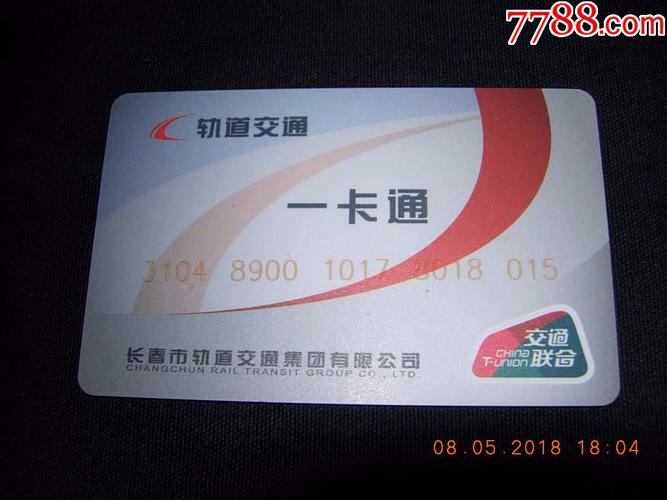 7788.com
轨道交通
一卡通
3104 8900 1017 8018 015
长春市轨道交通集团有限公司
CHANGCHUN RAIL TRANSIT GROUP CO., LTD.
交通
CHINA
T-UNION 联合
08.05.2018 18:04